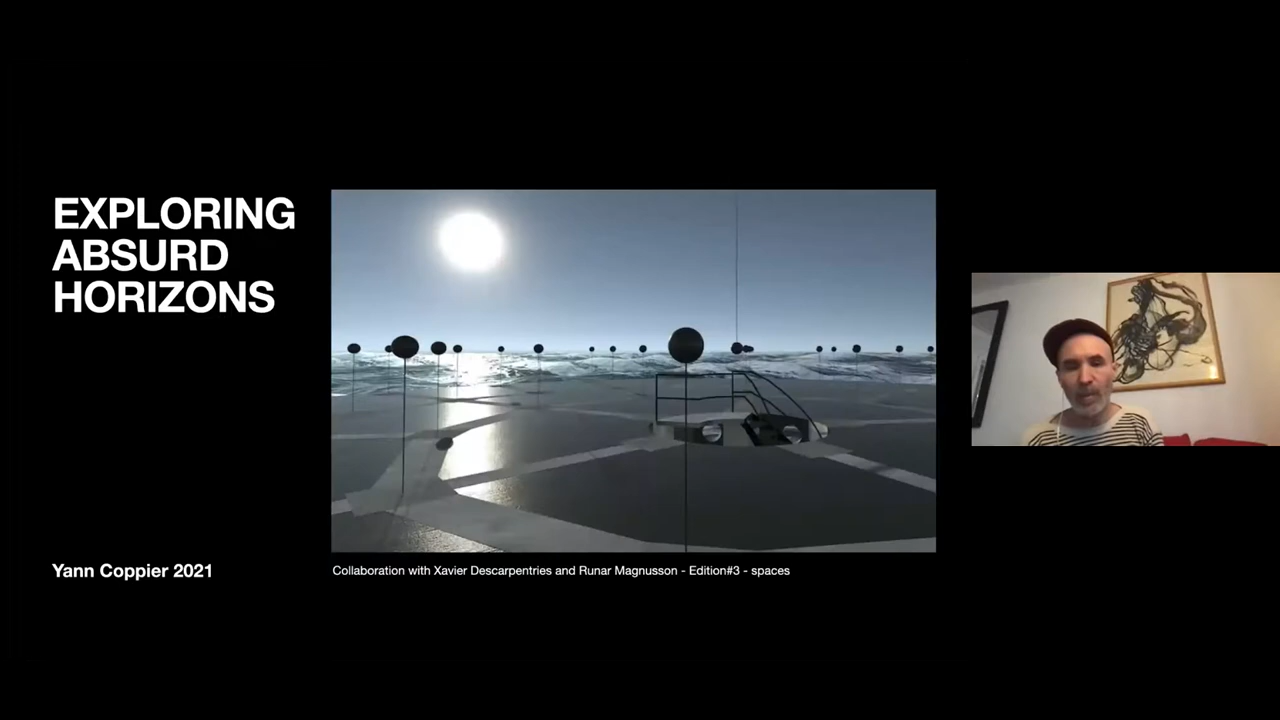 EXPLORING
ABSURD
HORIZONS
Yann Coppier 2021
Collaboration with Xavier Descarpentries and Runar Magnusson - Edition#3 - spaces